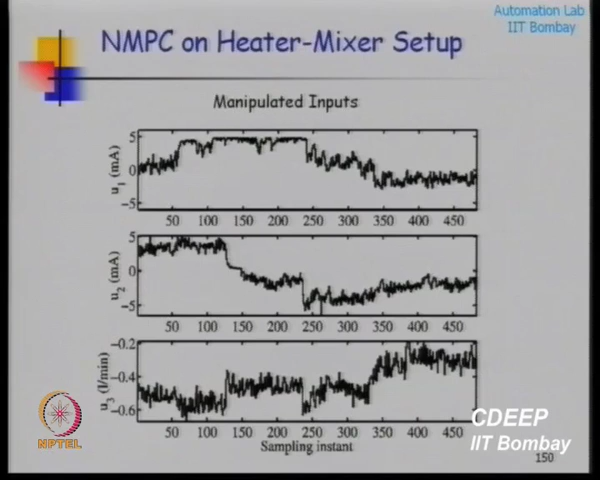 Automation Lab
IIT Bombay
NMPC on Heater-Mixer Setup
Manipulated Inputs
u1 (mA)
5
0
-5
50 100 150 200 250 300 350 400 450
u2 (mA)
5
0
-5
50 100 150 200 250 300 350 400 450
u3 (l/min)
-0.2
-0.4
-0.6
50 100 150 200 250 300 350 400 450
Sampling instant
NPTEL
CDEEP
IIT Bombay
150